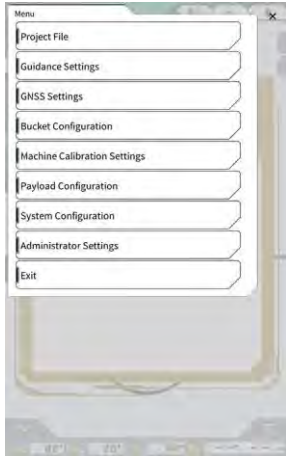 Menu
Project File
Guidance Settings
GNSS Settings
Bucket Configuration
Machine Calibration Settings
Payload Configuration
System Configuration
Administrator Settings
Exit